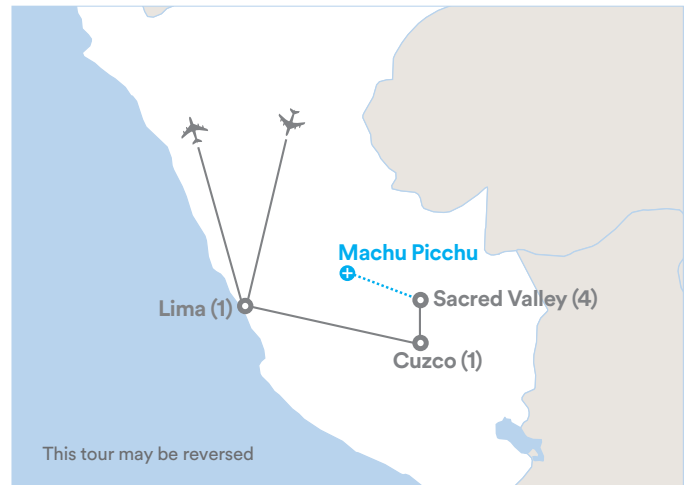 Machu Picchu
Sacred Valley (4)
Lima (1)
Cuzco (1)
This tour may be reversed